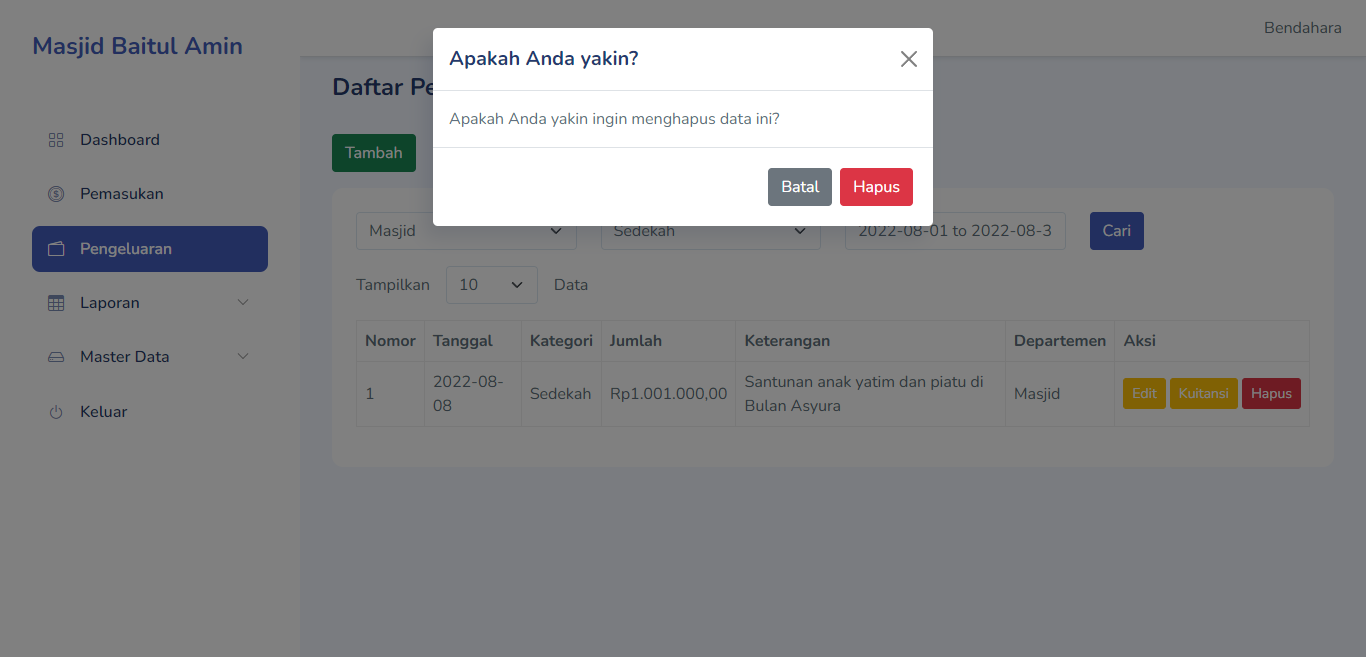 Masjid Baitul Amin
Bendahara
Apakah Anda yakin?
Apakah Anda yakin ingin menghapus data ini?
Batal
Hapus
Dashboard
Pemasukan
Pengeluaran
Laporan
Master Data
Keluar
Daftar
Tambah
Masjid
Sedekah
2022-08-01 to 2022-08-3
Cari
Tampilkan 10 Data
Nomor Tanggal Kategori Jumlah Keterangan Departemen Aksi
1 2022-08-08 Sedekah Rp1.001.000,00 Santunan anak yatim dan piatu di
Bulan Asyura Masjid Edit Kuitansi Hapus